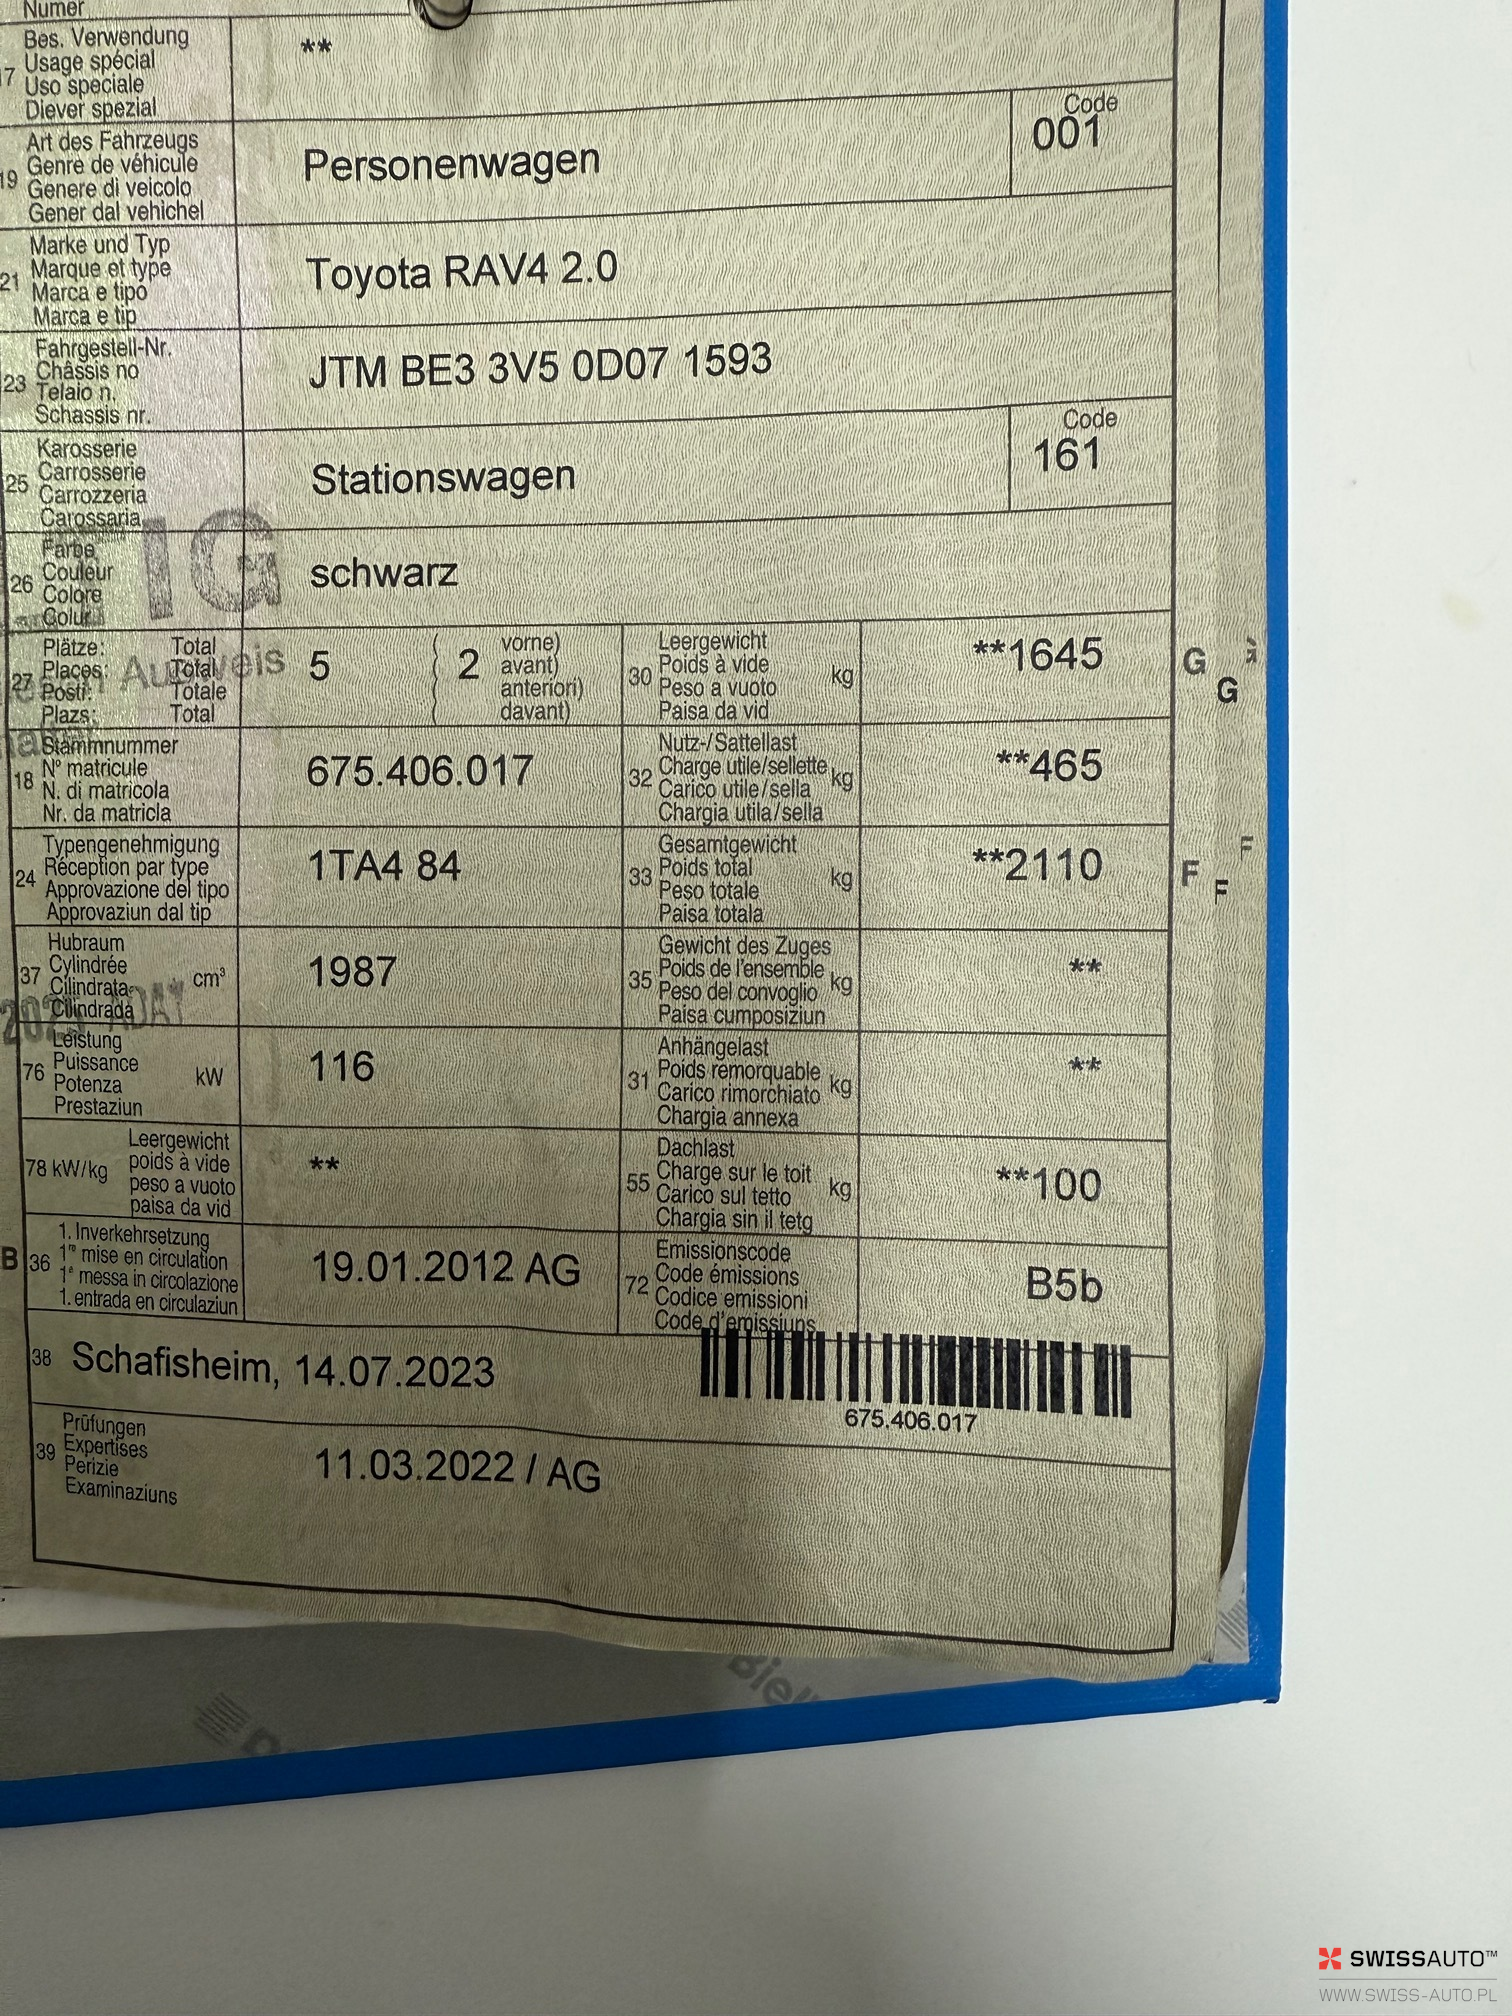 Numer
17 Bes. Verwendung
Usage spécial
Uso speciale
Diever spezial
**
19 Art des Fahrzeugs
Genre de véhicule
Genere di veicolo
Gener dal vehichel
Personenwagen
Code
001
21 Marke und Typ
Marque et type
Marca e tipo
Marca e tip
Toyota RAV4 2.0
23 Fahrgestell-Nr.
Châssis no
Telaio n.
Schassis nr.
JTM BE3 3V5 0D07 1593
25 Karosserie
Carrosserie
Carrozzeria
Carossaria
Stationswagen
Code
161
26 Farbe
Couleur
Colore
Colur
schwarz
IG
Ausweis
27 Plätze: Total
Places: Total
Posti: Totale
Plazs: Total
5 ( 2 vorne)
avant)
anteriori)
davant)
30 Leergewicht
Poids à vide
Peso a vuoto
Paisa da vid
kg
**1645
G
G
18 Stammnummer
N° matricule
N. di matricola
Nr. da matricla
675.406.017
32 Nutz-/Sattellast
Charge utile/sellette
Carico utile/sella
Chargia utila/sella
kg
**465
24 Typengenehmigung
Réception par type
Approvazione del tipo
Approvaziun dal tip
1TA4 84
33 Gesamtgewicht
Poids total
Peso totale
Paisa totala
kg
**2110
F
F
F
37 Hubraum
Cylindrée
Cilindrata
Cilindrada
cm³
1987
35 Gewicht des Zuges
Poids de l'ensemble
Peso del convoglio
Paisa cumposiziun
kg
**
76 Leistung
Puissance
Potenza
Prestaziun
kW
116
31 Anhängelast
Poids remorquable
Carico rimorchiato
Chargia annexa
kg
**
78 kW/kg Leergewicht
poids à vide
peso a vuoto
paisa da vid
**
55 Dachlast
Charge sur le toit
Carico sul tetto
Chargia sin il tetg
kg
**100
B 36 1. Inverkehrsetzung
1re mise en circulation
1a messa in circolazione
1. entrada en circulaziun
19.01.2012 AG
72 Emissionscode
Code émissions
Codice emissioni
Code d'emissiuns
B5b
38 Schafisheim, 14.07.2023
675.406.017
39 Prüfungen
Expertises
Perizie
Examinaziuns
11.03.2022 / AG
SWISSAUTO™
WWW.SWISS-AUTO.PL